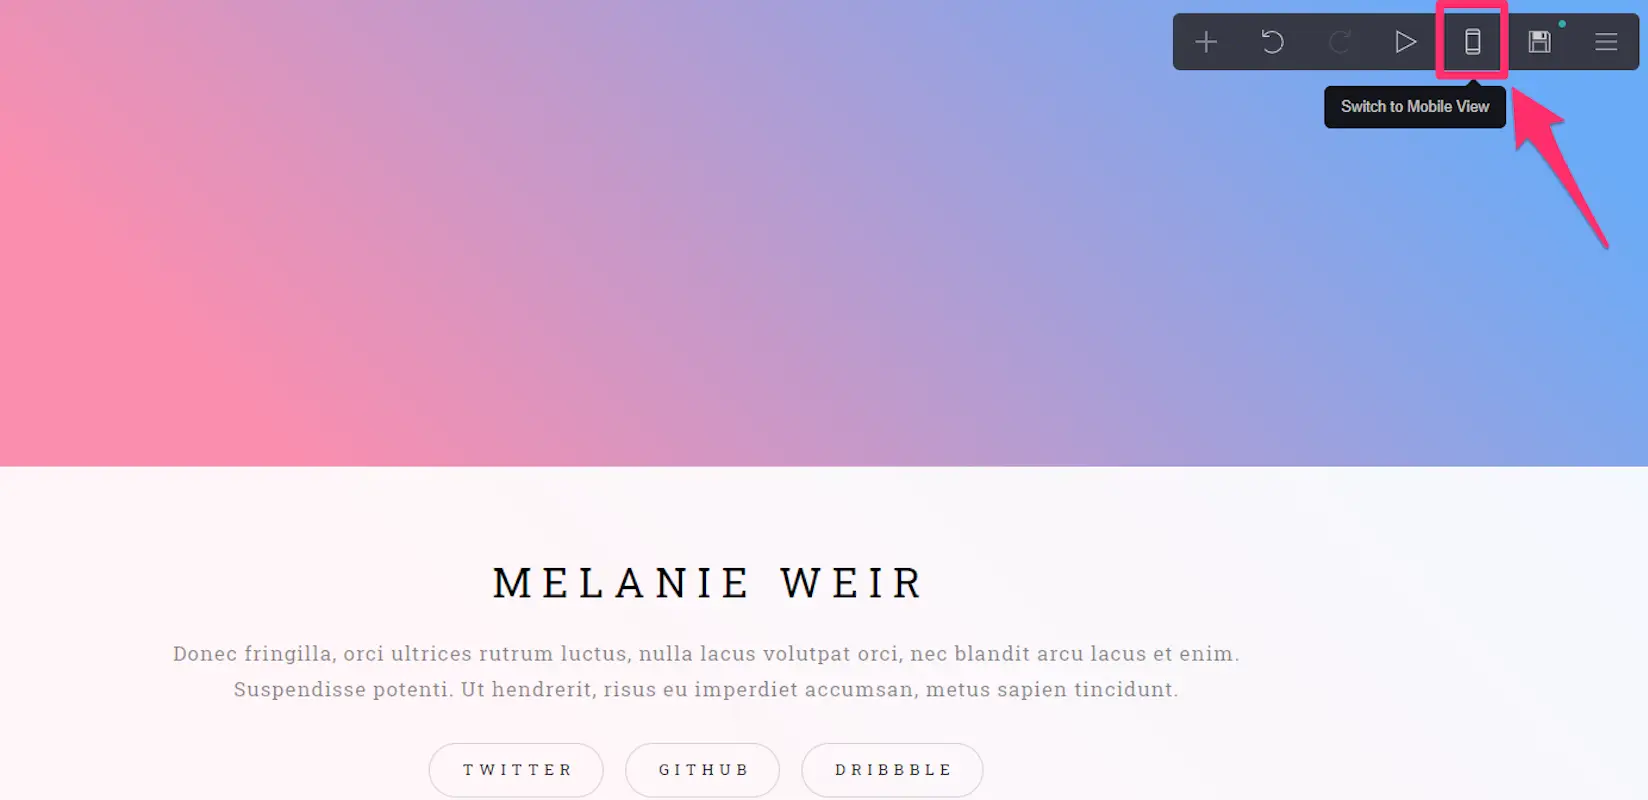 Switch to Mobile View
MELANIE WEIR
Donec fringilla, orci ultrices rutrum luctus, nulla lacus volutpat orci, nec blandit arcu lacus et enim.
Suspendisse potenti. Ut hendrerit, risus eu imperdiet accumsan, metus sapien tincidunt.
TWITTER GITHUB DRIBBBLE